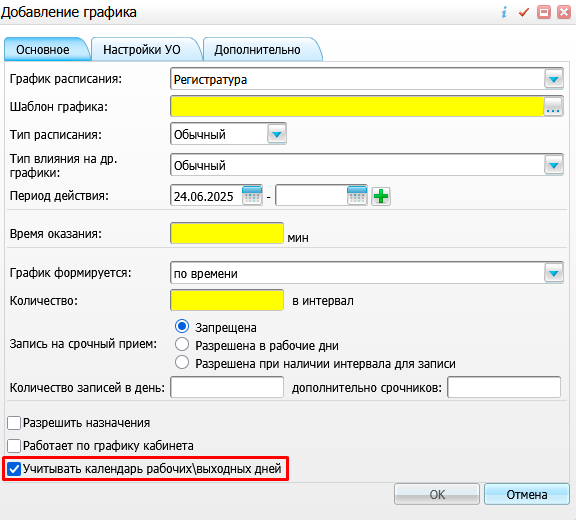 Добавление графика
Основное Настройки УО Дополнительно
График расписания: Регистратура
Шаблон графика: ...
Тип расписания: Обычный
Тип влияния на др.
графики: Обычный
Период действия: 24.06.2025 -
Время оказания: мин
График формируется: по времени
Количество: в интервал
Запись на срочный прием: Запрещена
Разрешена в рабочие дни
Разрешена при наличии интервала для записи
Количество записей в день: дополнительно срочников:
Разрешить назначения
Работает по графику кабинета
Учитывать календарь рабочих\выходных дней
ОК Отмена